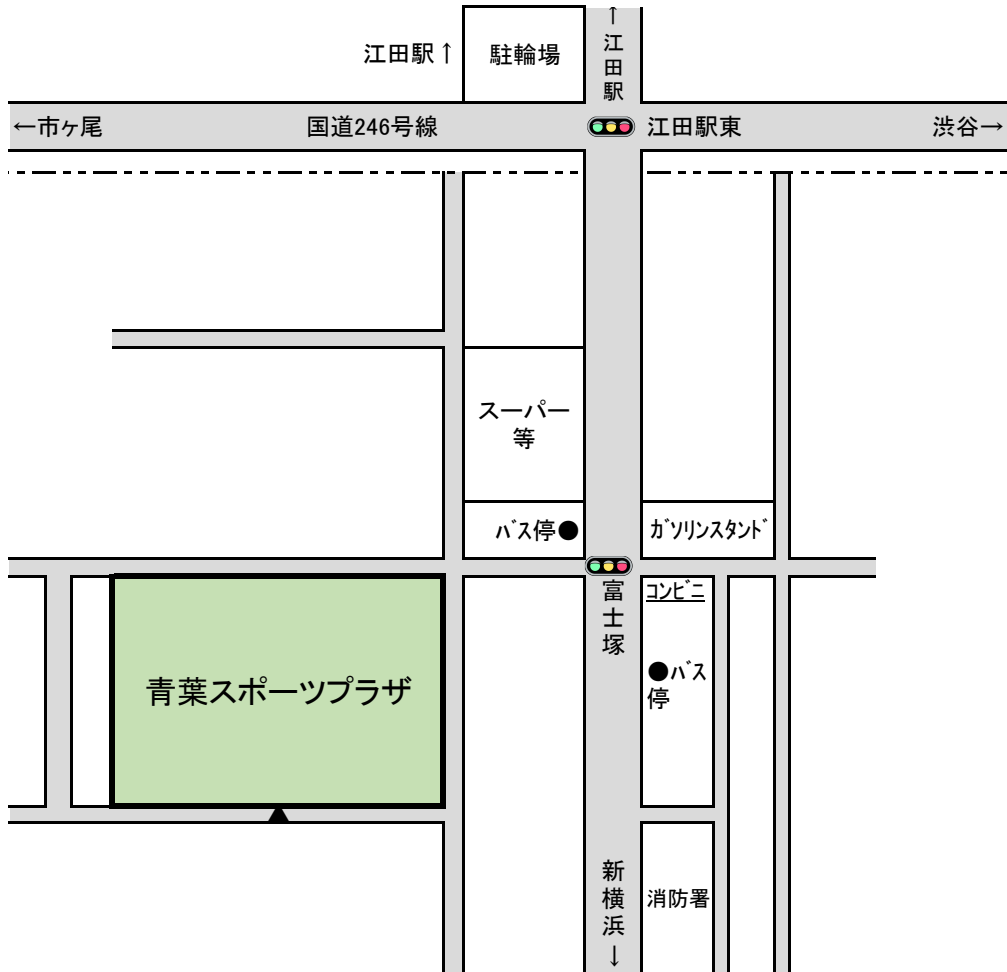 江田駅↑
駐輪場
↑江田駅
←市ヶ尾
国道246号線
江田駅東
渋谷→
スーパー
等
バス停●
ｶﾞｿﾘﾝｽﾀﾝﾄﾞ
富士塚
ｺﾝﾋﾞﾆ
●バス
停
青葉スポーツプラザ
新横浜↓
消防署